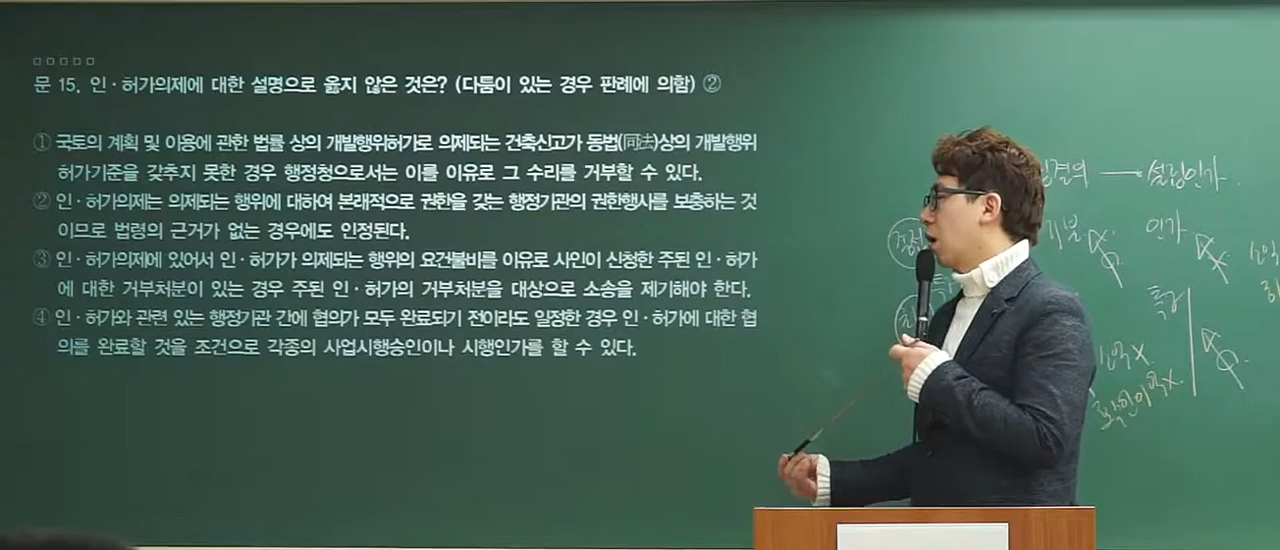 □□□□□
문 15. 인·허가의제에 대한 설명으로 옳지 않은 것은? (다툼이 있는 경우 판례에 의함) ②
① 국토의 계획 및 이용에 관한 법률 상의 개발행위허가로 의제되는 건축신고가 동법(同法)상의 개발행위
허가기준을 갖추지 못한 경우 행정청으로서는 이를 이유로 그 수리를 거부할 수 있다.
② 인·허가의제는 의제되는 행위에 대하여 본래적으로 권한을 갖는 행정기관의 권한행사를 보충하는 것
이므로 법령의 근거가 없는 경우에도 인정된다.
③ 인·허가의제에 있어서 인·허가가 의제되는 행위의 요건불비를 이유로 사인이 신청한 주된 인·허가
에 대한 거부처분이 있는 경우 주된 인·허가의 거부처분을 대상으로 소송을 제기해야 한다.
④ 인·허가와 관련 있는 행정기관 간에 협의가 모두 완료되기 전이라도 일정한 경우 인·허가에 대한 협
의를 완료할 것을 조건으로 각종의 사업시행승인이나 시행인가를 할 수 있다.
결의 → 설립인가
기본
인가
특허